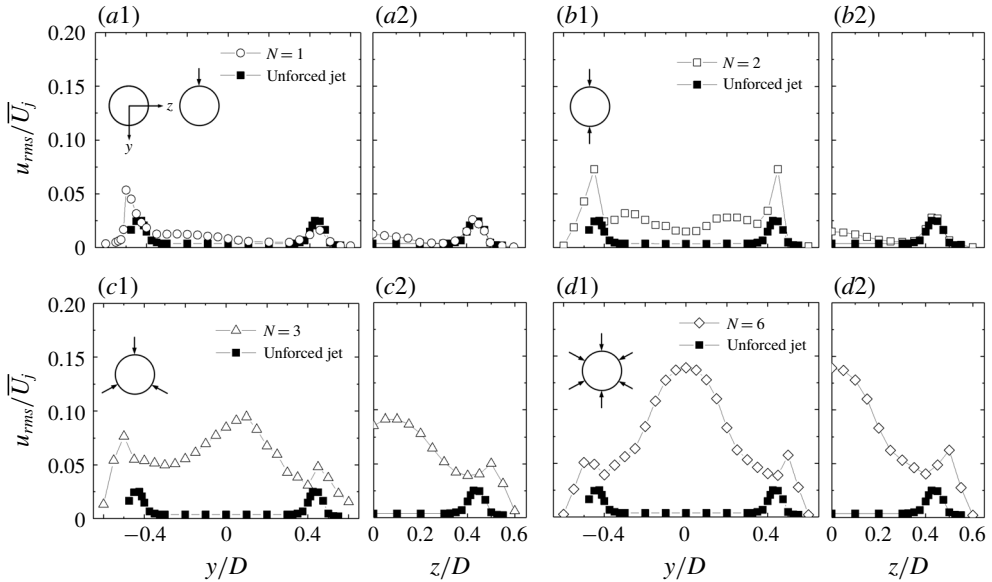 (a1) (a2) (b1) (b2)
0.20
0.15
0.10
0.05
0
u_rms/U̅_j
N = 1
Unforced jet
z
y
N = 2
Unforced jet
(c1) (c2) (d1) (d2)
0.20
0.15
0.10
0.05
0
u_rms/U̅_j
N = 3
Unforced jet
N = 6
Unforced jet
−0.4 0 0.4 0 0.2 0.4 0.6 −0.4 0 0.4 0 0.2 0.4 0.6
y/D z/D y/D z/D